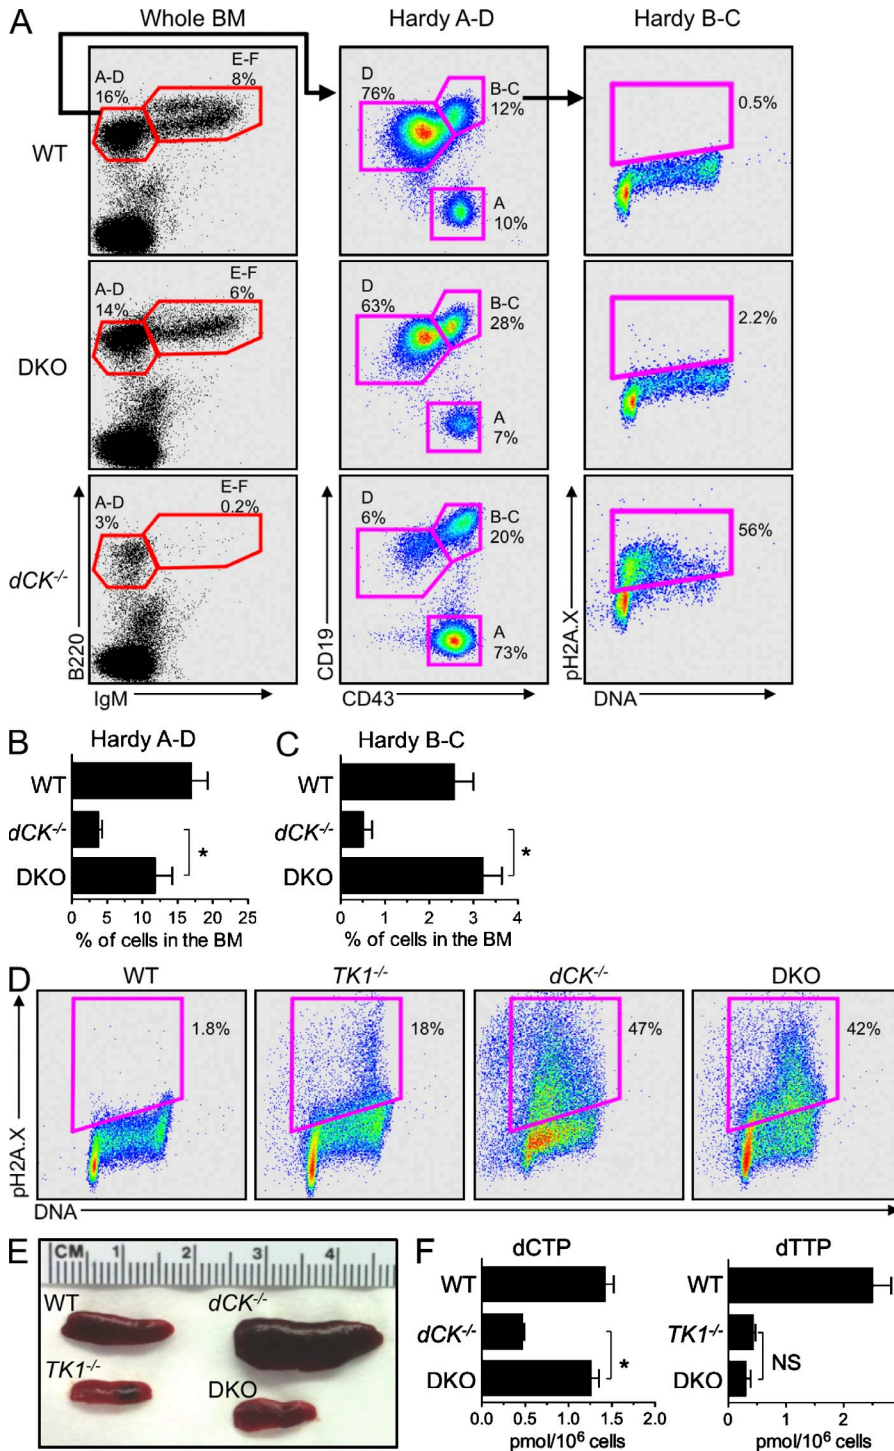 A
Whole BM
Hardy A-D
Hardy B-C
A-D
16%
E-F
8%
D
76%
B-C
12%
A
10%
0.5%
WT
A-D
14%
E-F
6%
D
63%
B-C
28%
A
7%
2.2%
DKO
A-D
3%
E-F
0.2%
D
6%
B-C
20%
A
73%
56%
dCK-/-
B220
IgM
CD19
CD43
pH2A.X
DNA
B
Hardy A-D
WT
dCK-/-
DKO
*
0 5 10 15 20 25
% of cells in the BM
C
Hardy B-C
WT
dCK-/-
DKO
*
0 1 2 3 4
% of cells in the BM
D
WT
TK1-/-
dCK-/-
DKO
1.8%
18%
47%
42%
pH2A.X
DNA
E
CM 1 2 3 4
WT
dCK-/-
TK1-/-
DKO
F
dCTP
WT
dCK-/-
DKO
*
0.0 0.5 1.0 1.5 2.0
pmol/10⁶ cells
dTTP
WT
TK1-/-
DKO
NS
0 1 2
pmol/10⁶ cells